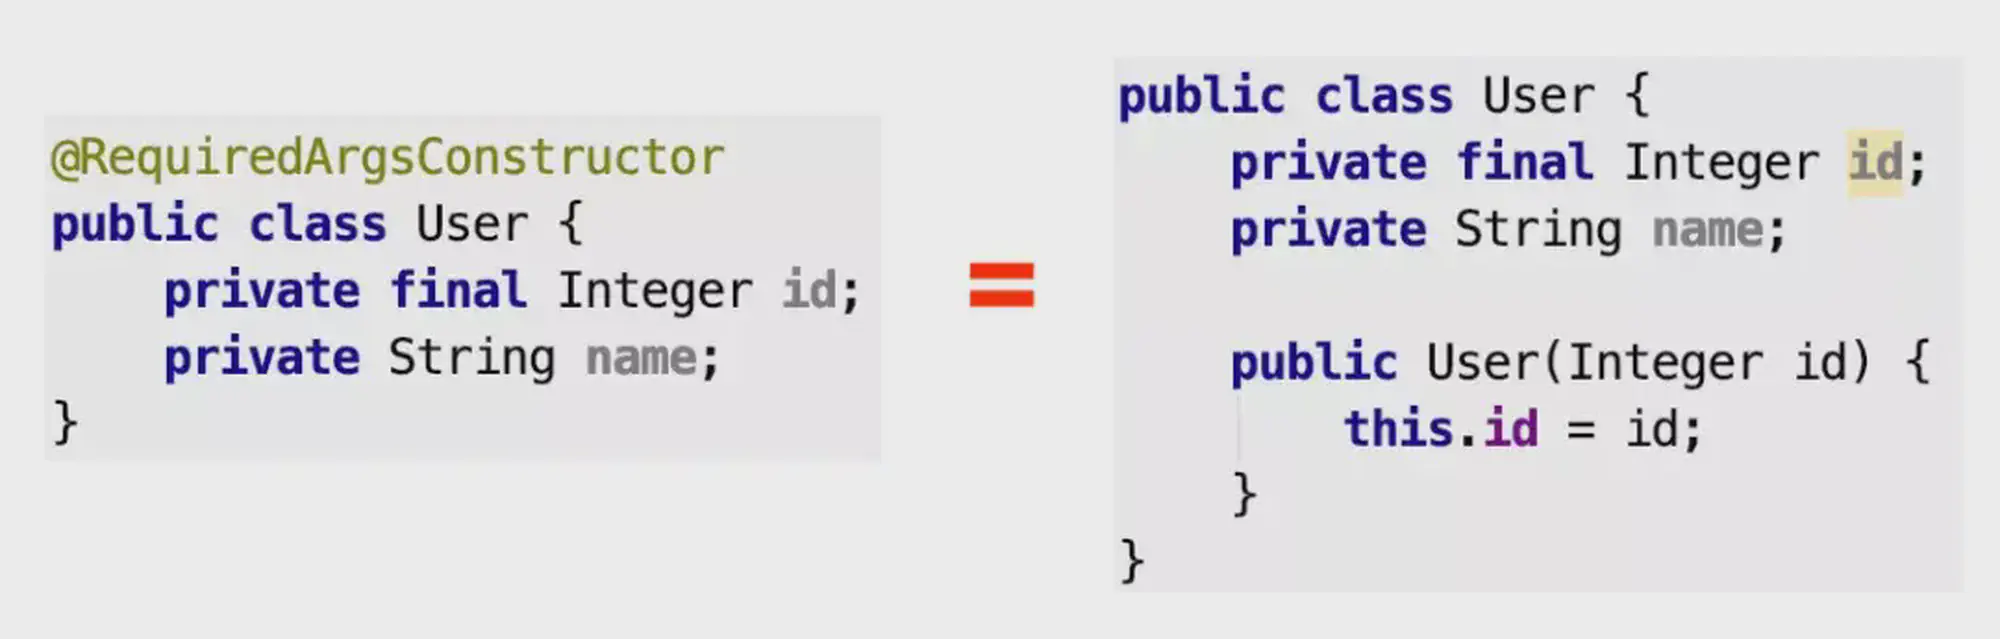 @RequiredArgsConstructor
public class User {
    private final Integer id;
    private String name;
}
=
public class User {
    private final Integer id;
    private String name;

    public User(Integer id) {
        this.id = id;
    }
}